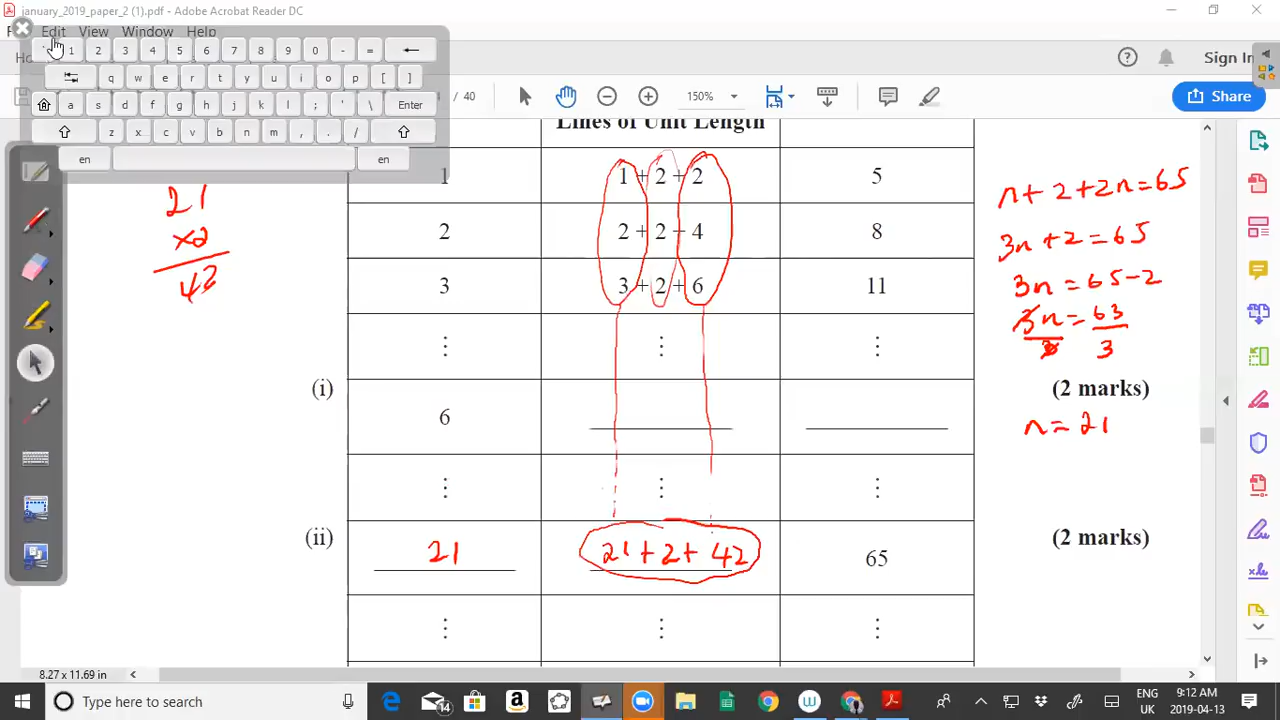 january_2019_paper_2 (1).pdf - Adobe Acrobat Reader DC
Edit View Window Help
1 2 3 4 5 6 7 8 9 0 - =
q w e r t y u i o p [ ]
a s d f g h j k l ; ' \ Enter
z x c v b n m , . /
en en
/ 40
150%
Sign In
Share
Lines of Unit Length
1 1 + 2 + 2 5
2 2 + 2 + 4 8
3 3 + 2 + 6 11
⋮ ⋮ ⋮
(i) 6 (2 marks)
⋮ ⋮ ⋮
(ii) 21 21 + 2 + 42 65 (2 marks)
⋮ ⋮ ⋮
21
×2
42
n + 2 + 2n = 65
3n + 2 = 65
3n = 65 - 2
3n = 63
3 3
n = 21
8.27 x 11.69 in
Type here to search
14
ENG 9:12 AM
UK 2019-04-13